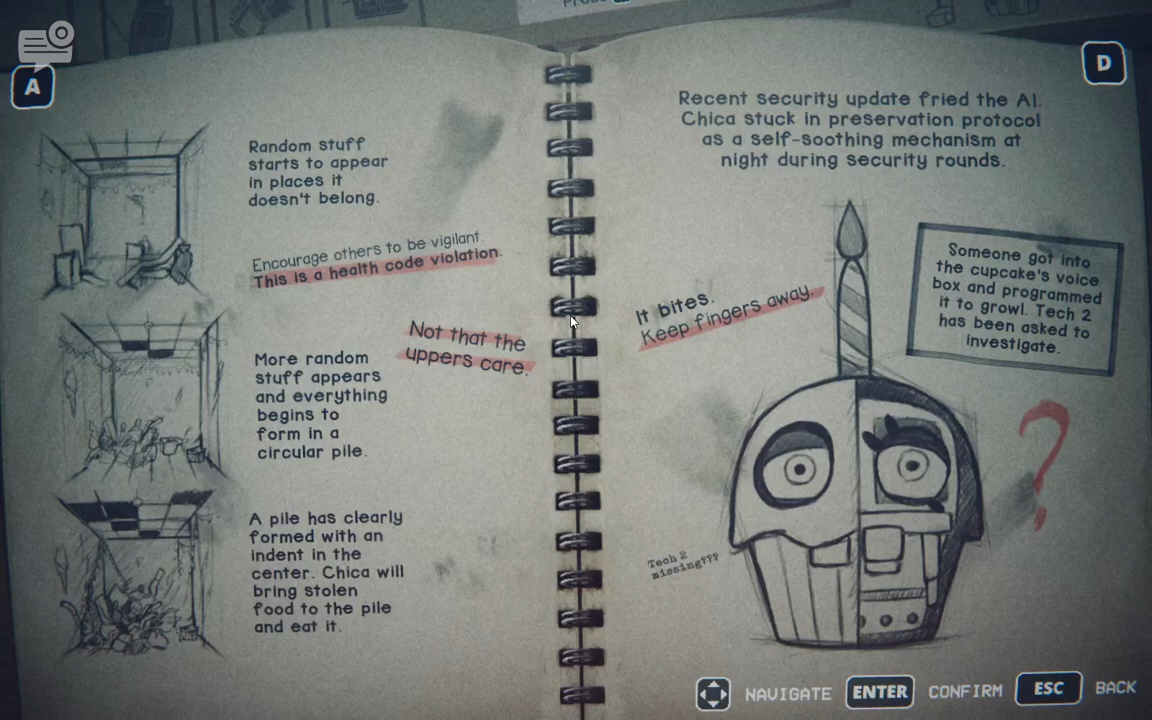 A
Random stuff
starts to appear
in places it
doesn't belong.
Encourage others to be vigilant.
This is a health code violation.
Not that the
uppers care.
More random
stuff appears
and everything
begins to
form in a
circular pile.
A pile has clearly
formed with an
indent in the
center. Chica will
bring stolen
food to the pile
and eat it.
D
Recent security update fried the AI.
Chica stuck in preservation protocol
as a self-soothing mechanism at
night during security rounds.
It bites.
Keep fingers away.
Someone got into
the cupcake's voice
box and programmed
it to growl. Tech 2
has been asked to
investigate.
?
Tech 2
missing???
NAVIGATE ENTER CONFIRM ESC BACK